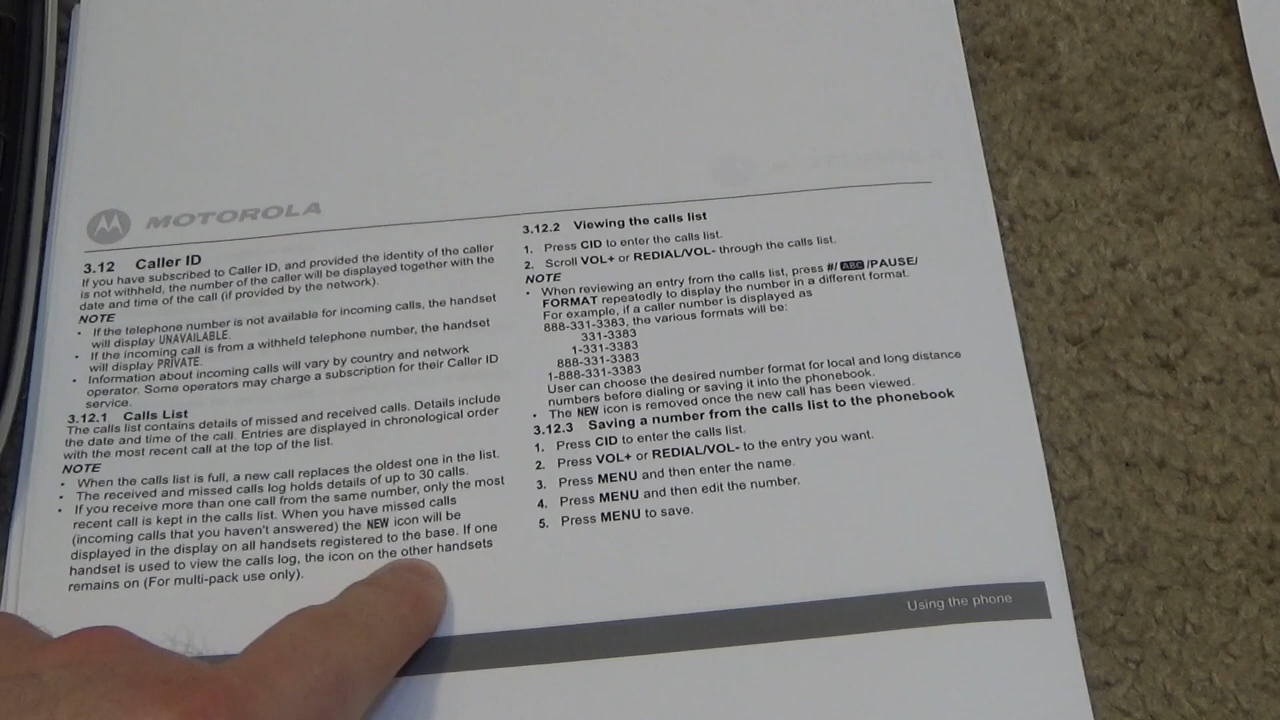 MOTOROLA
3.12 Caller ID
If you have subscribed to Caller ID, and provided the identity of the caller
is not withheld, the number of the caller will be displayed together with the
date and time of the call (if provided by the network).
NOTE
• If the telephone number is not available for incoming calls, the handset
will display UNAVAILABLE.
• If the incoming call is from a withheld telephone number, the handset
will display PRIVATE.
• Information about incoming calls will vary by country and network
operator. Some operators may charge a subscription for their Caller ID
service.
3.12.1 Calls List
The calls list contains details of missed and received calls. Details include
the date and time of the call. Entries are displayed in chronological order
with the most recent call at the top of the list.
NOTE
• When the calls list is full, a new call replaces the oldest one in the list.
• The received and missed calls log holds details of up to 30 calls.
• If you receive more than one call from the same number, only the most
recent call is kept in the calls list. When you have missed calls
(incoming calls that you haven't answered) the NEW icon will be
displayed in the display on all handsets registered to the base. If one
handset is used to view the calls log, the icon on the other handsets
remains on (For multi-pack use only).
3.12.2 Viewing the calls list
1. Press CID to enter the calls list.
2. Scroll VOL+ or REDIAL/VOL- through the calls list.
NOTE
• When reviewing an entry from the calls list, press #/ ABC /PAUSE/
FORMAT repeatedly to display the number in a different format.
For example, if a caller number is displayed as
888-331-3383, the various formats will be:
331-3383
1-331-3383
888-331-3383
1-888-331-3383
User can choose the desired number format for local and long distance
numbers before dialing or saving it into the phonebook.
• The NEW icon is removed once the new call has been viewed.
3.12.3 Saving a number from the calls list to the phonebook
1. Press CID to enter the calls list.
2. Press VOL+ or REDIAL/VOL- to the entry you want.
3. Press MENU and then enter the name.
4. Press MENU and then edit the number.
5. Press MENU to save.
Using the phone